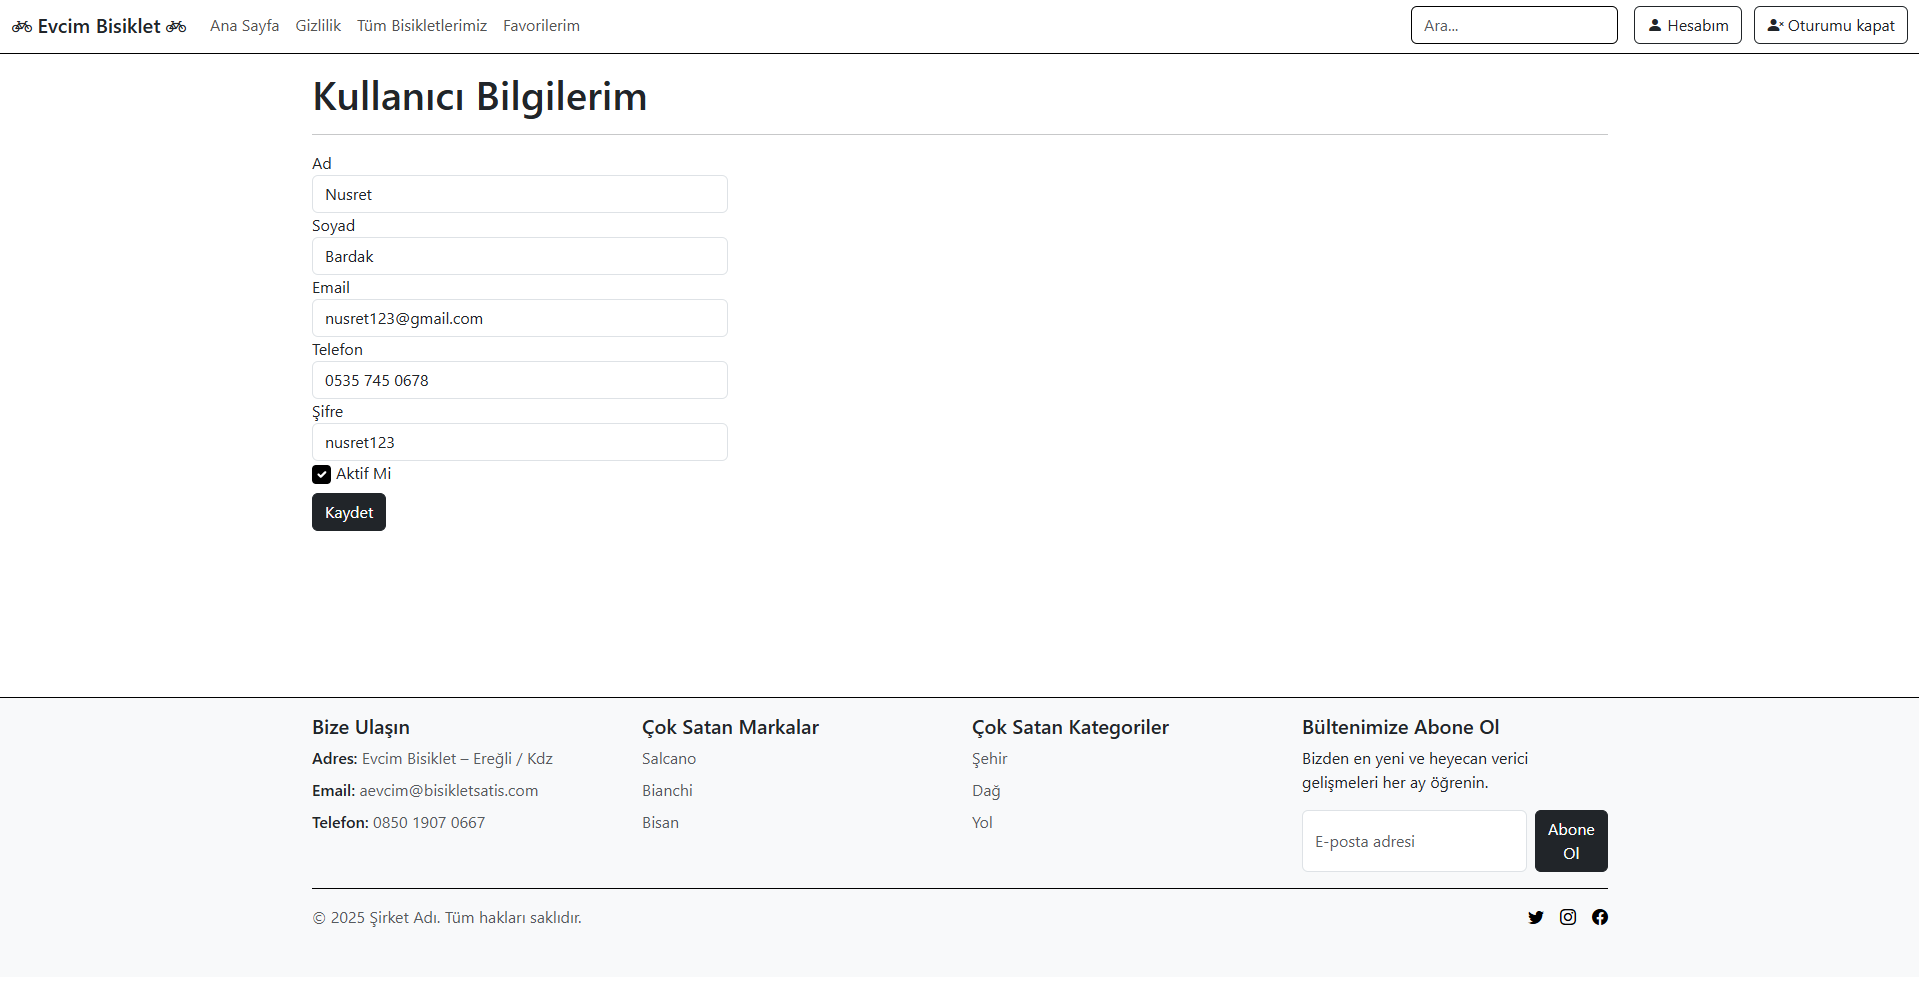 Evcim Bisiklet
Ana Sayfa
Gizlilik
Tüm Bisikletlerimiz
Favorilerim
Ara...
Hesabım
Oturumu kapat
Kullanıcı Bilgilerim
Ad
Nusret
Soyad
Bardak
Email
nusret123@gmail.com
Telefon
0535 745 0678
Şifre
nusret123
Aktif Mi
Kaydet
Bize Ulaşın
Adres: Evcim Bisiklet – Ereğli / Kdz
Email: aevcim@bisikletsatis.com
Telefon: 0850 1907 0667
Çok Satan Markalar
Salcano
Bianchi
Bisan
Çok Satan Kategoriler
Şehir
Dağ
Yol
Bültenimize Abone Ol
Bizden en yeni ve heyecan verici
gelişmeleri her ay öğrenin.
E-posta adresi
Abone
Ol
© 2025 Şirket Adı. Tüm hakları saklıdır.